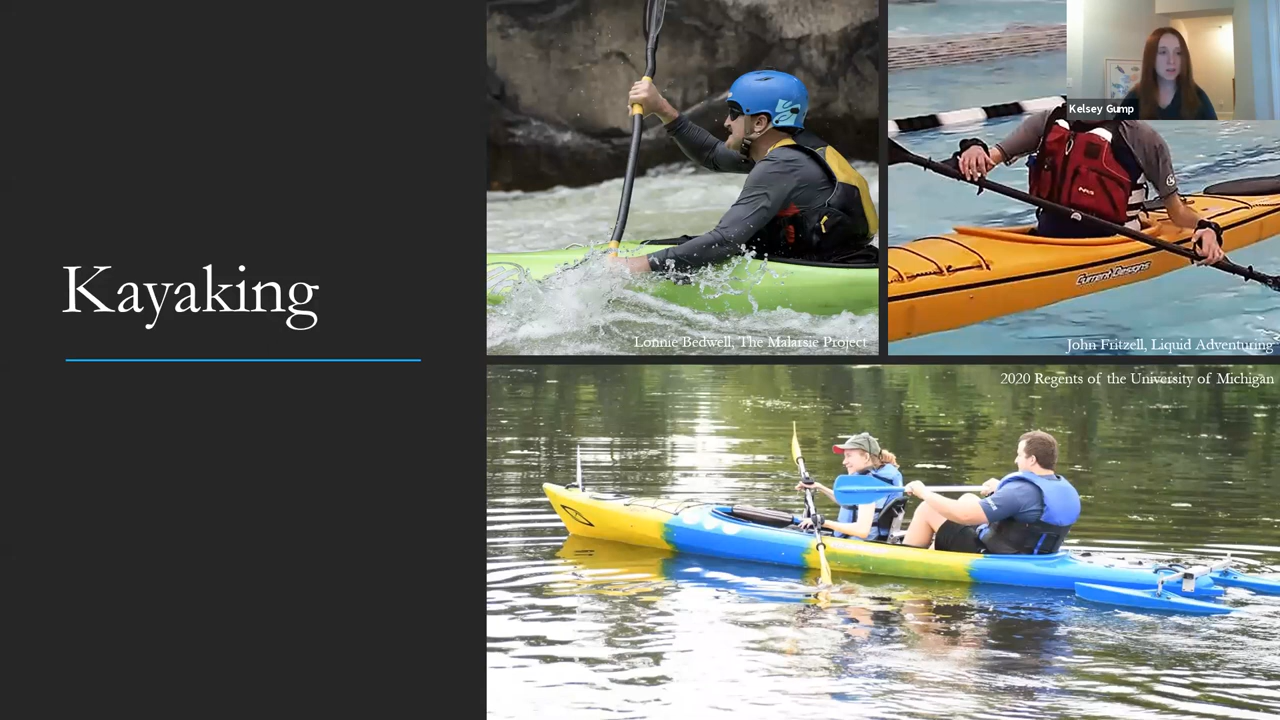 Kayaking
Kelsey Gump
NRS
Current Designs
Lonnie Bedwell, The Malarsie Project
John Fritzell, Liquid Adventuring
2020 Regents of the University of Michigan